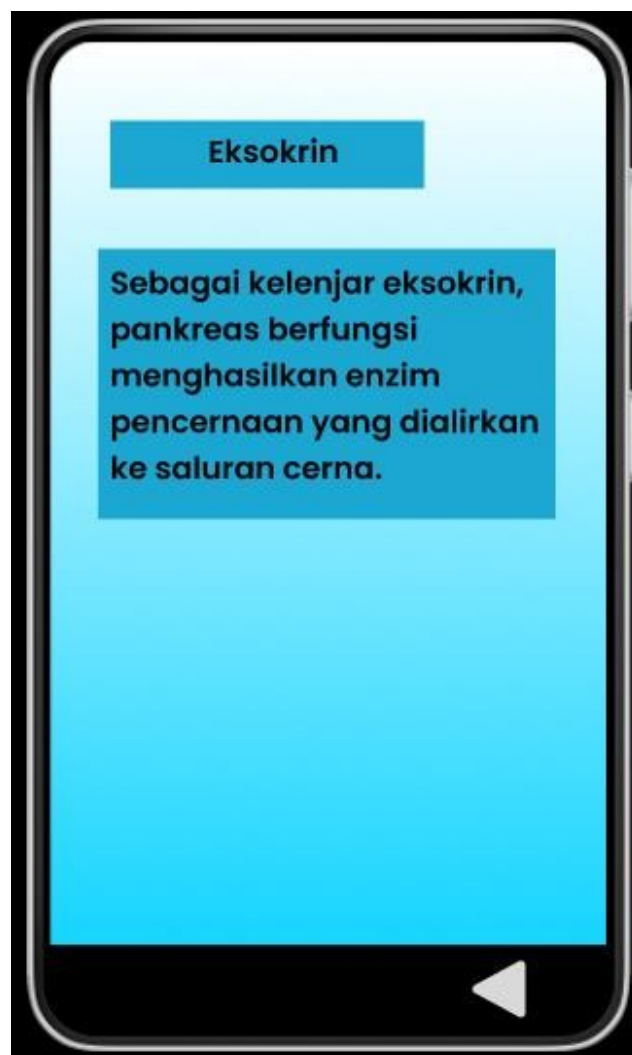 Eksokrin
Sebagai kelenjar eksokrin,
pankreas berfungsi
menghasilkan enzim
pencernaan yang dialirkan
ke saluran cerna.